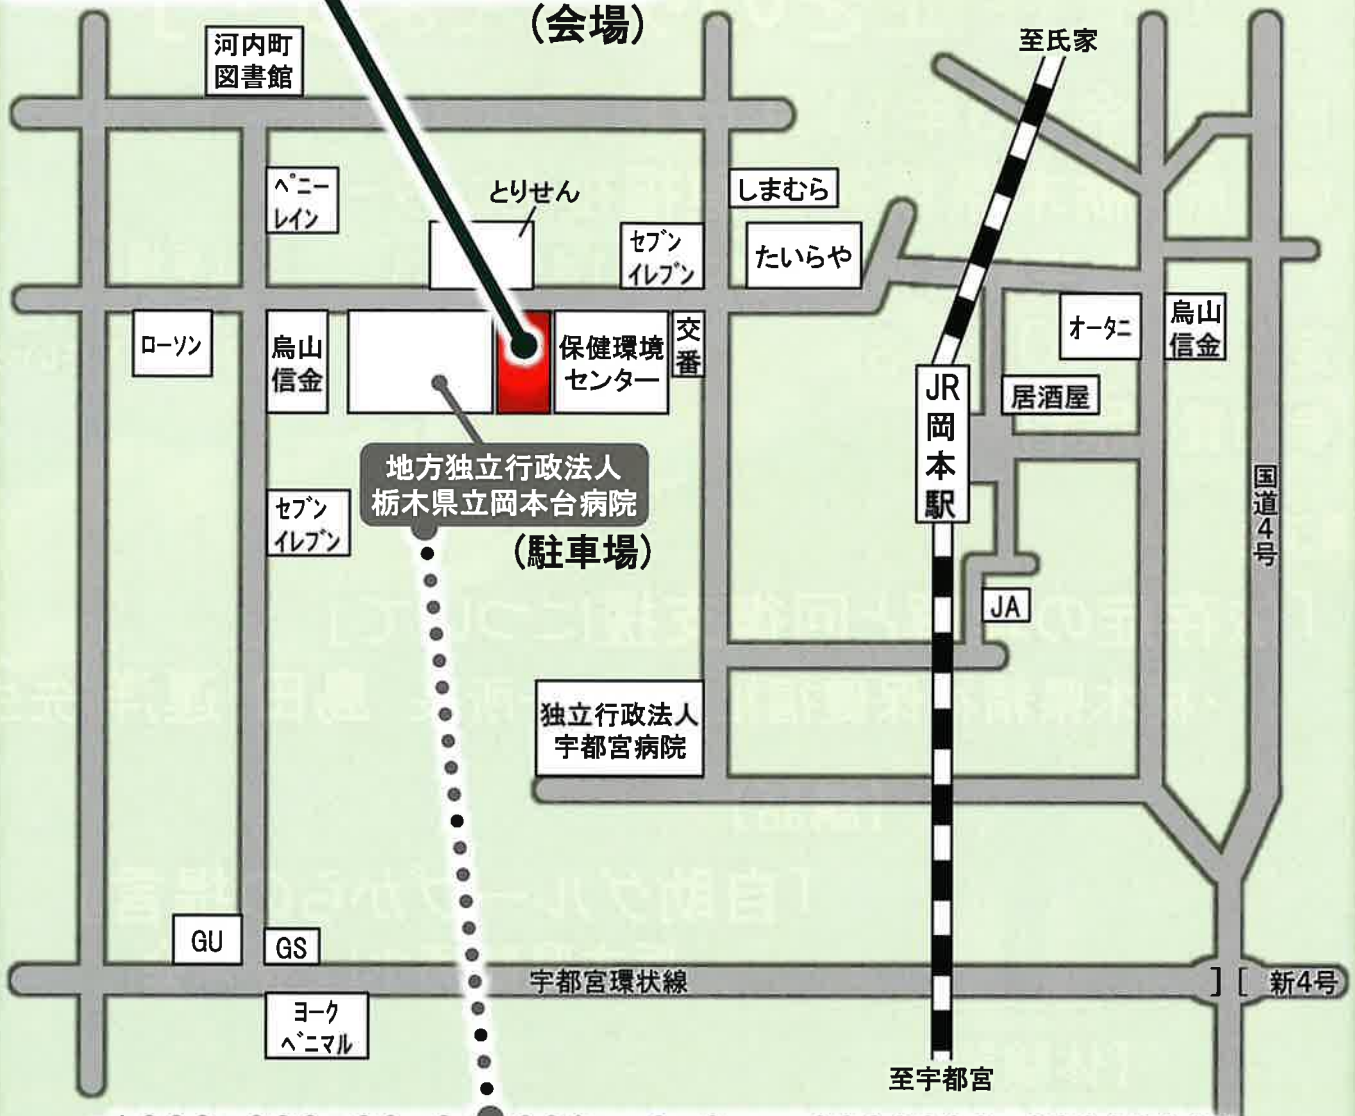 (会場)
至氏家
河内町
図書館
ペニー
レイン
とりせん
しまむら
セブン
イレブン
たいらや
ローソン
烏山
信金
保健環境
センター
交
番
オータニ
烏山
信金
JR
岡
本
駅
居酒屋
地方独立行政法人
栃木県立岡本台病院
(駐車場)
セブン
イレブン
国道4号
JA
独立行政法人
宇都宮病院
GU
GS
宇都宮環状線
] [ 新4号
ヨーク
ベニマル
至宇都宮